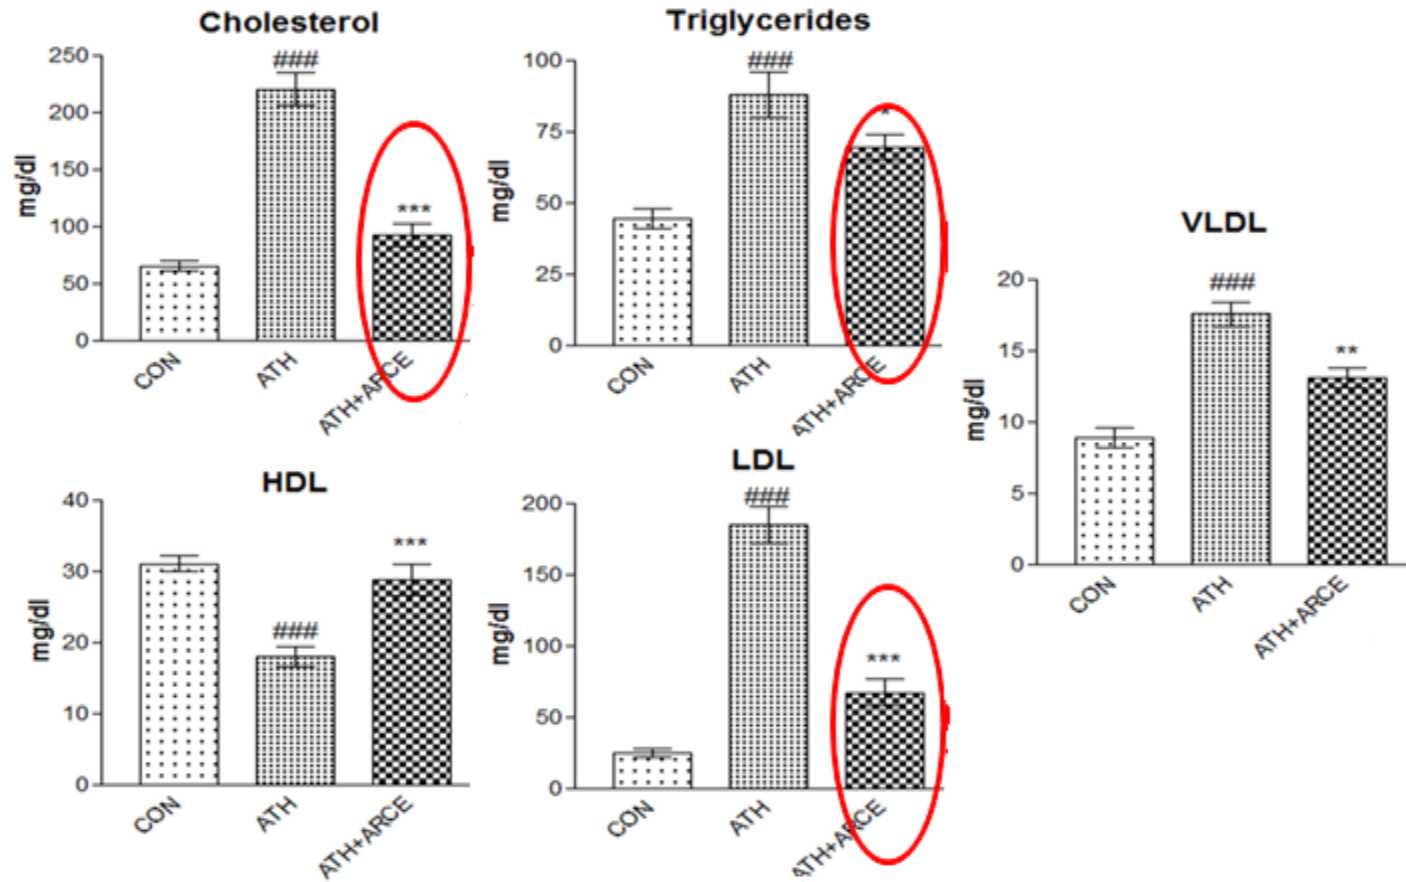 Cholesterol
250
200
150
100
50
0
mg/dl
###
***
CON
ATH
ATH+ARCE
Triglycerides
100
75
50
25
0
mg/dl
###
*
CON
ATH
ATH+ARCE
VLDL
20
15
10
5
0
mg/dl
###
**
CON
ATH
ATH+ARCE
HDL
40
30
20
10
0
mg/dl
###
***
CON
ATH
ATH+ARCE
LDL
200
150
100
50
0
mg/dl
###
***
CON
ATH
ATH+ARCE